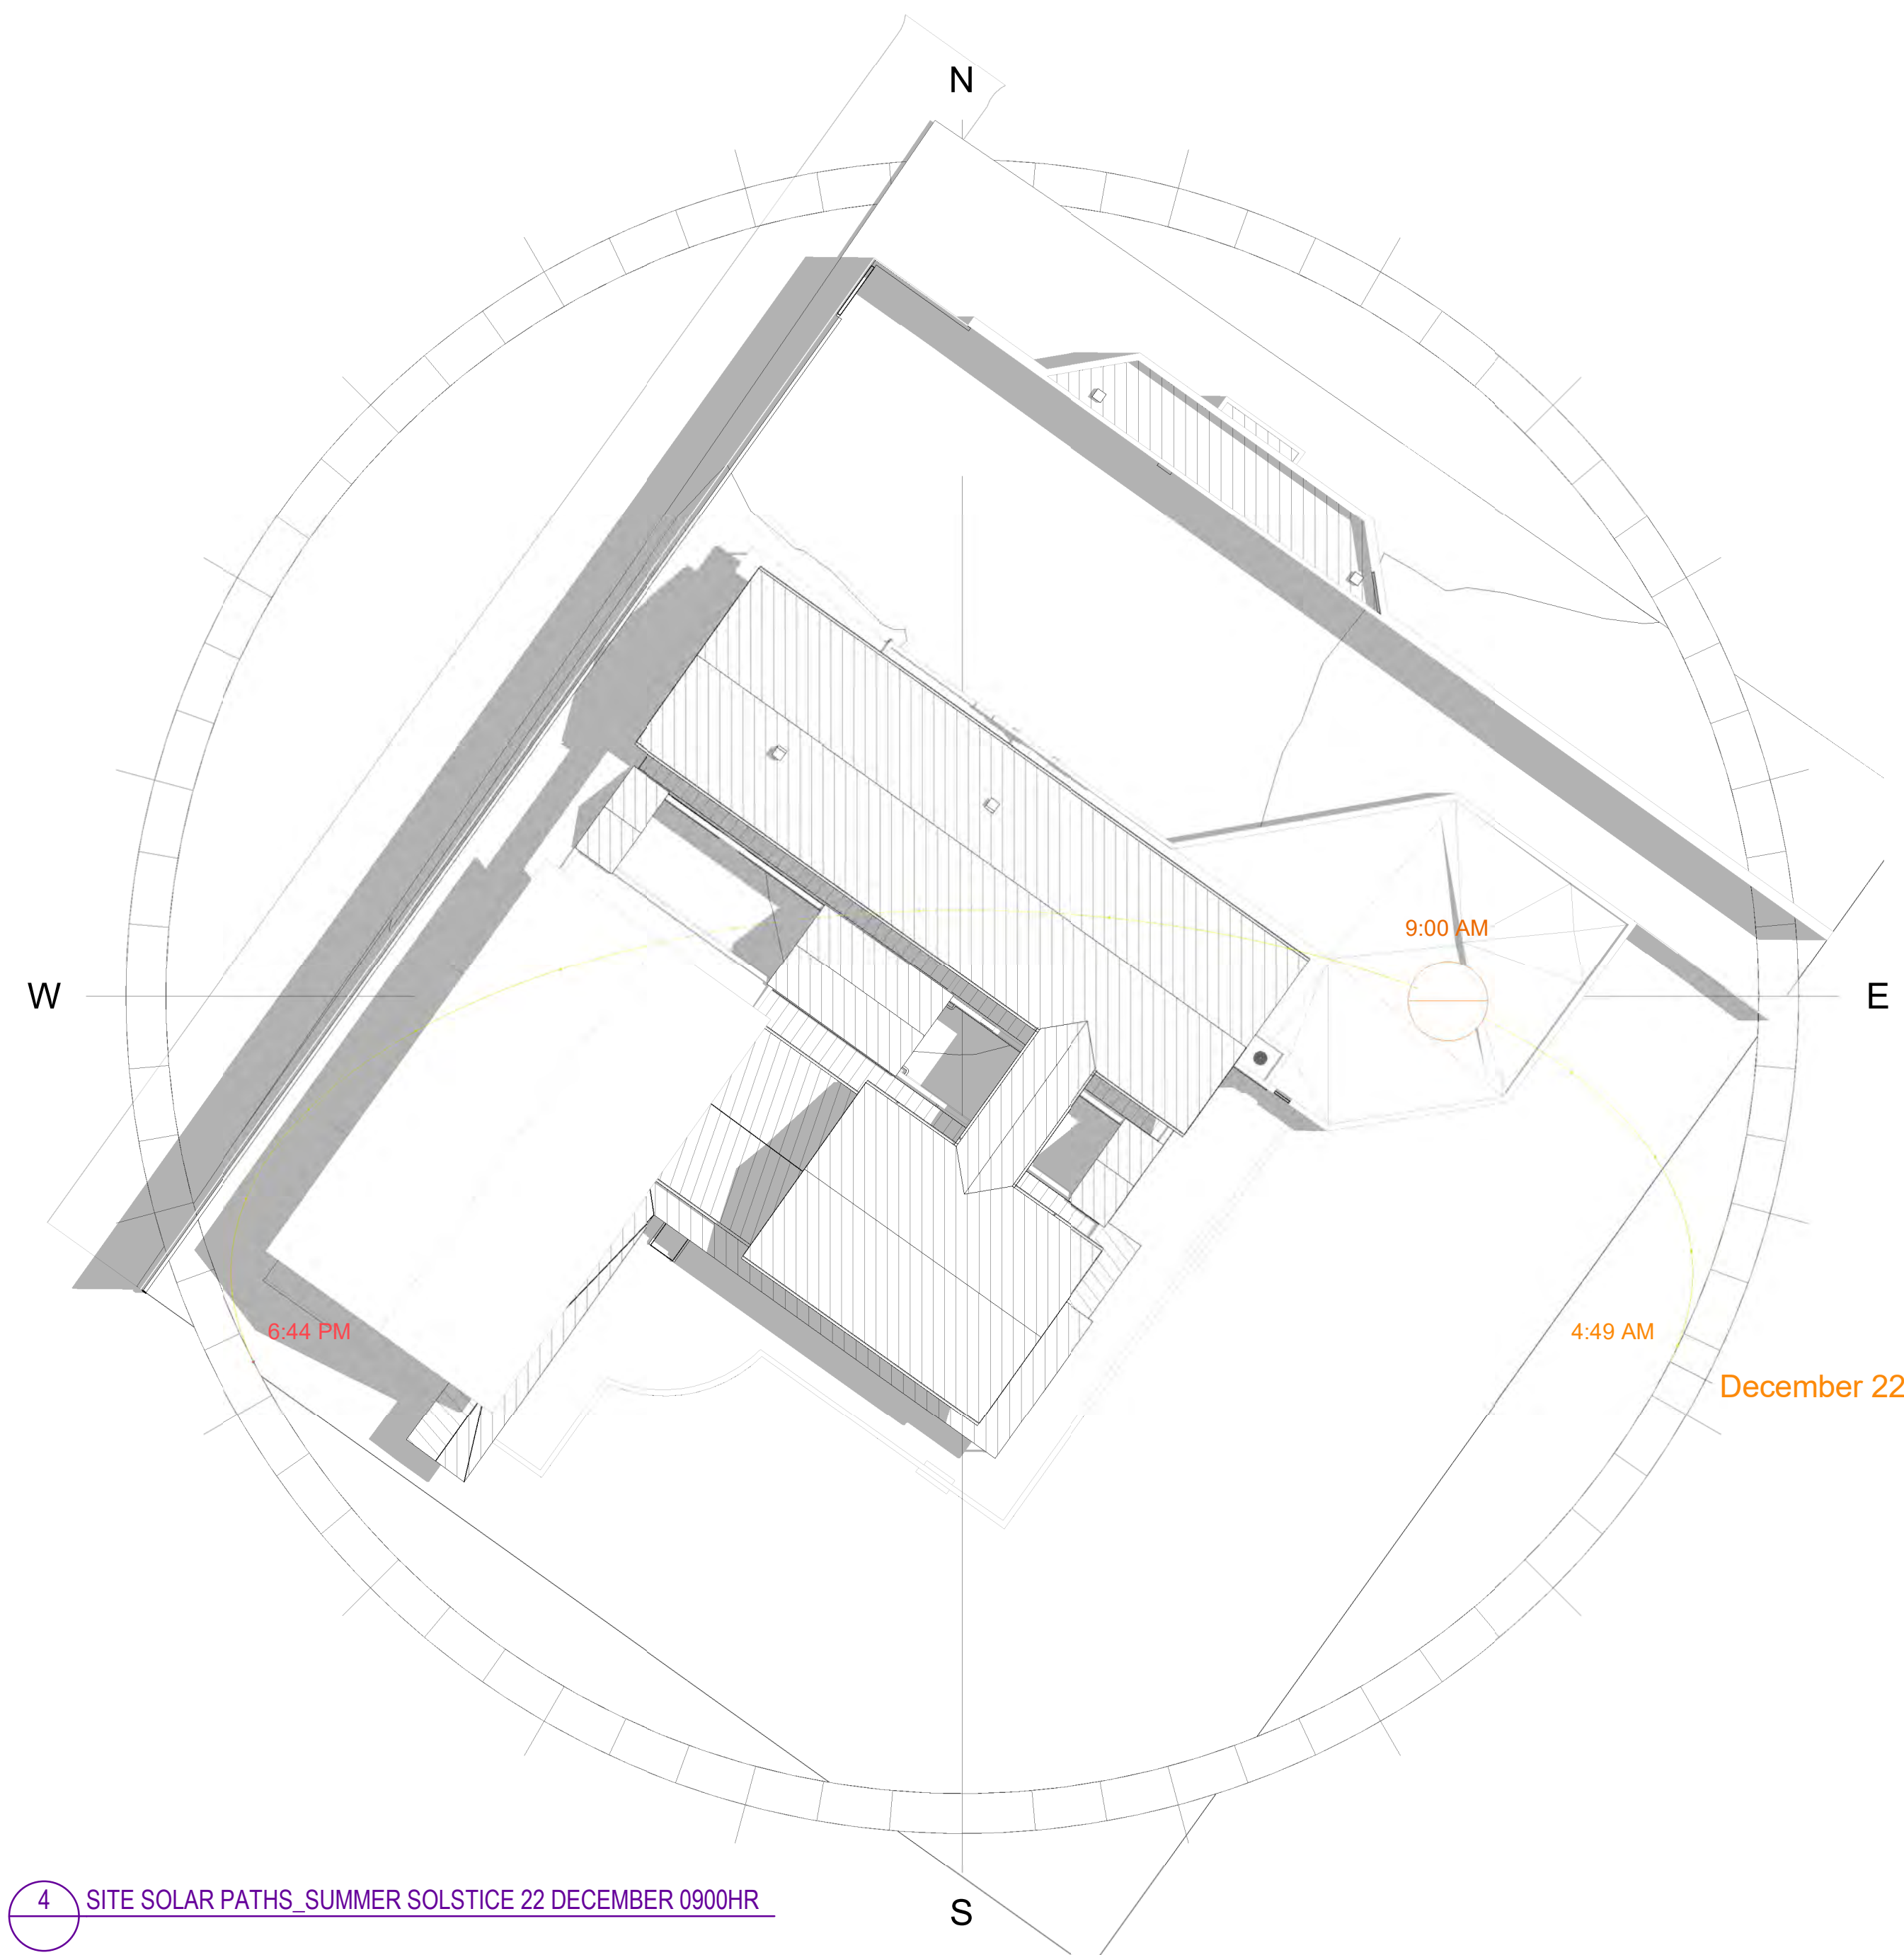 N
9:00 AM
W
E
6:44 PM
4:49 AM
December 22
4
SITE SOLAR PATHS_SUMMER SOLSTICE 22 DECEMBER 0900HR
S